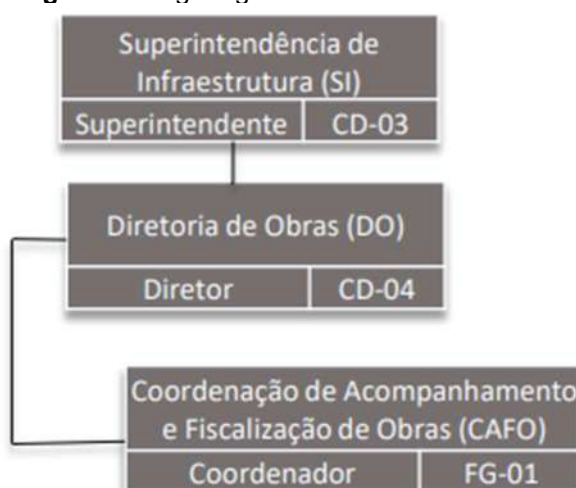 Superintendência de
Infraestrutura (SI)
Superintendente CD-03
Diretoria de Obras (DO)
Diretor CD-04
Coordenação de Acompanhamento
e Fiscalização de Obras (CAFO)
Coordenador FG-01